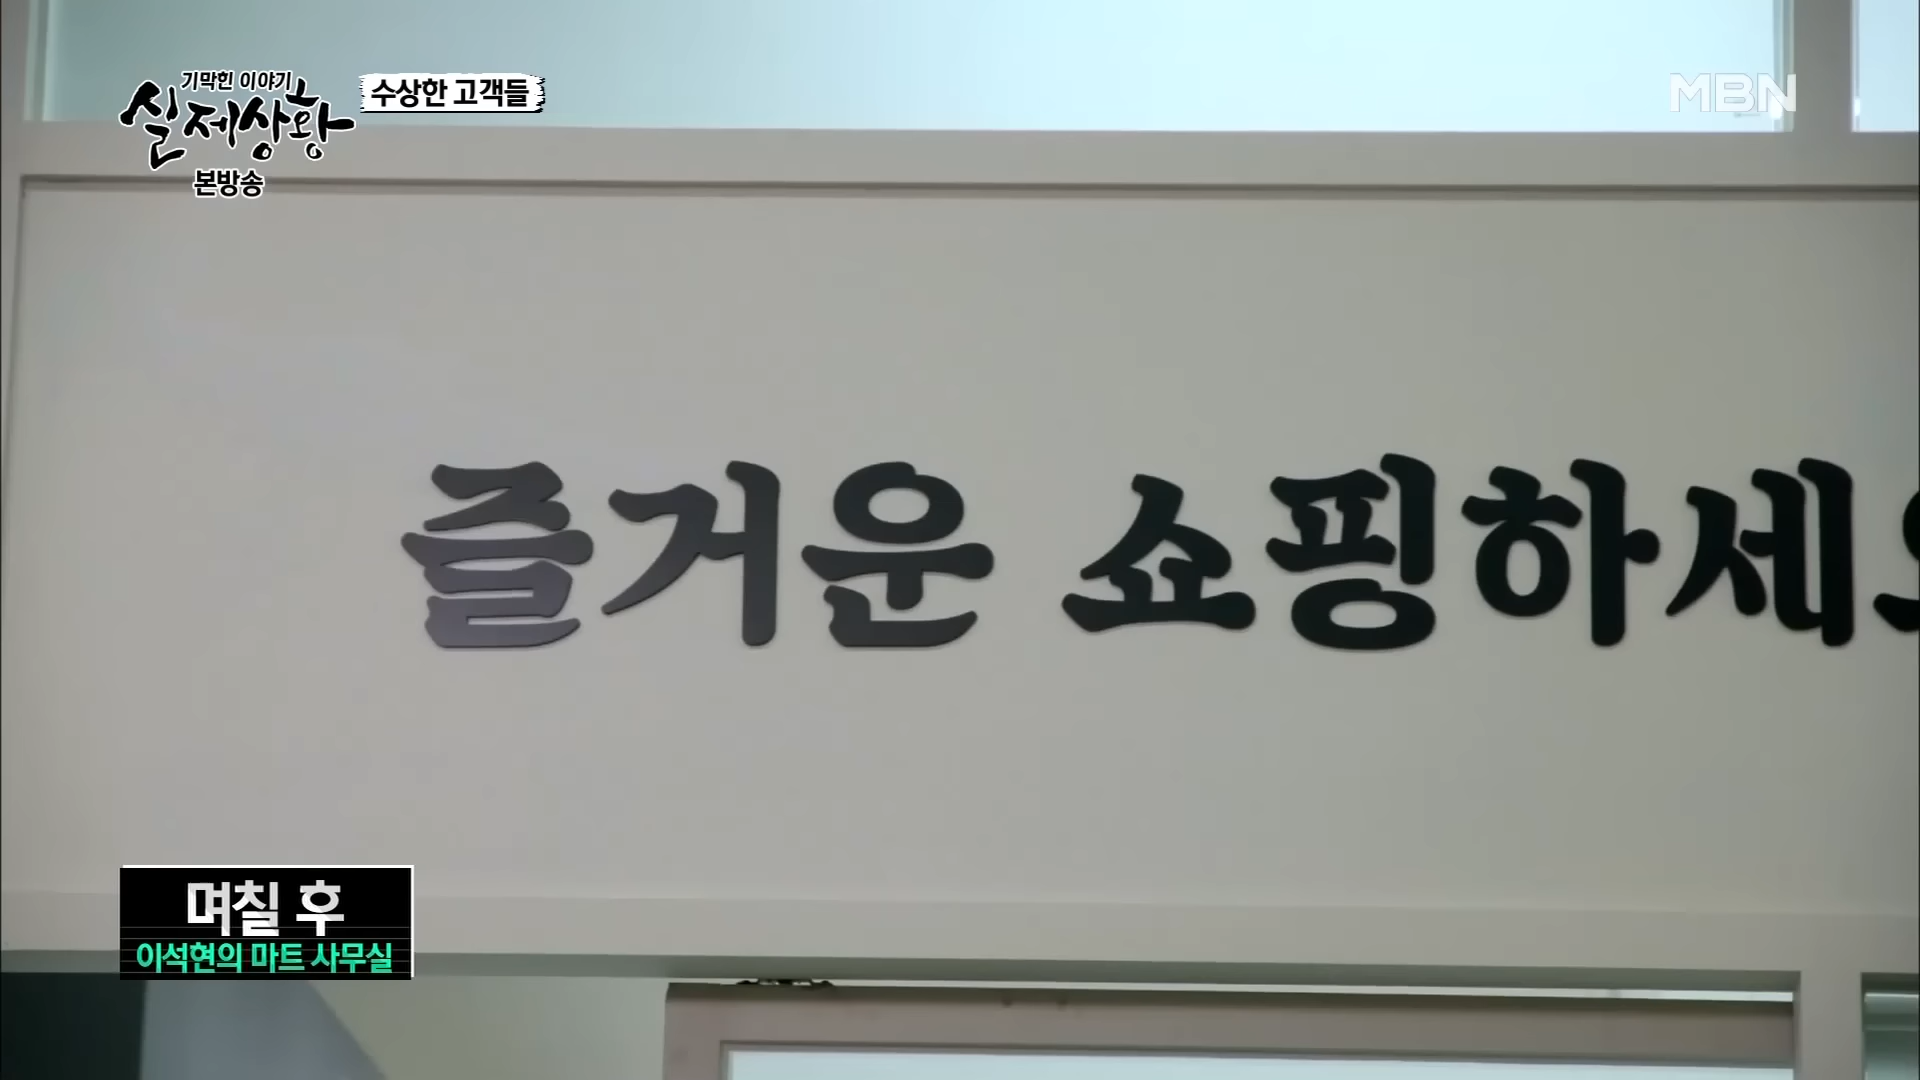 기막힌 이야기
실제상황
본방송
수상한 고객들
MBN
즐거운 쇼핑하세
며칠 후
이석현의 마트 사무실